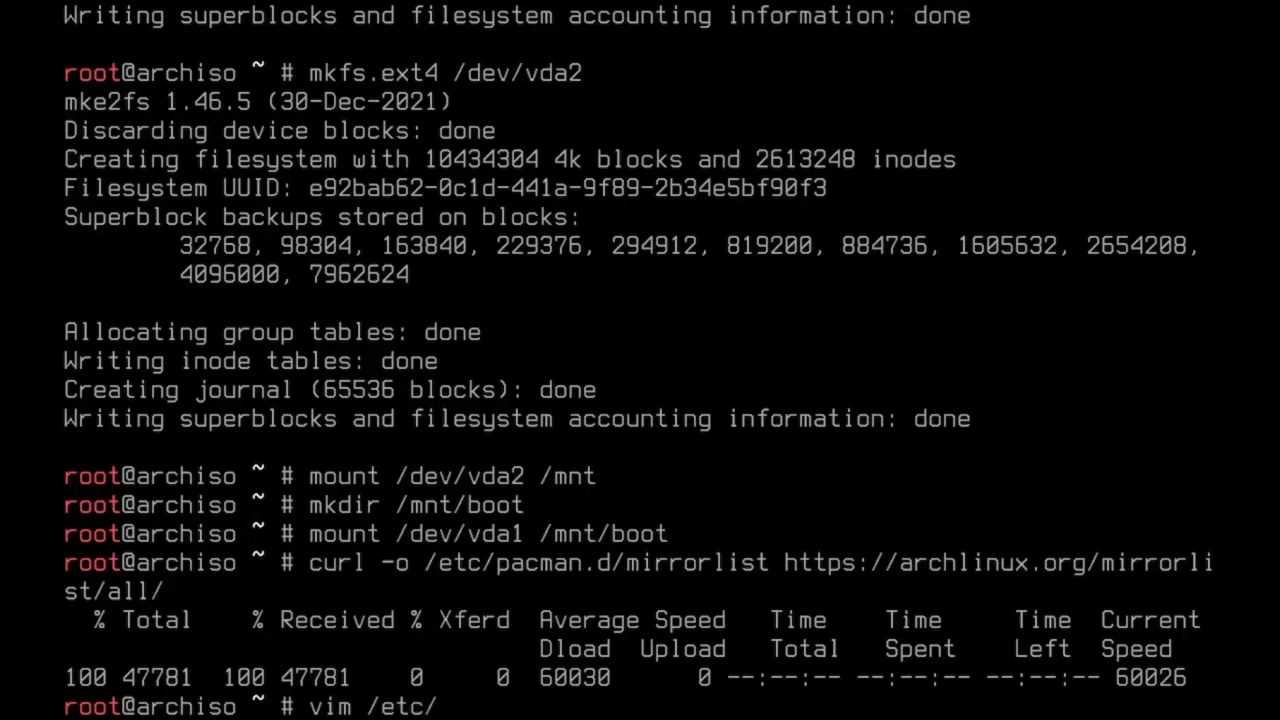 Writing superblocks and filesystem accounting information: done
root@archiso ~ # mkfs.ext4 /dev/vda2
mke2fs 1.46.5 (30-Dec-2021)
Discarding device blocks: done
Creating filesystem with 10434304 4k blocks and 2613248 inodes
Filesystem UUID: e92bab62-0c1d-441a-9f89-2b34e5bf90f3
Superblock backups stored on blocks:
32768, 98304, 163840, 229376, 294912, 819200, 884736, 1605632, 2654208,
4096000, 7962624
Allocating group tables: done
Writing inode tables: done
Creating journal (65536 blocks): done
Writing superblocks and filesystem accounting information: done
root@archiso ~ # mount /dev/vda2 /mnt
root@archiso ~ # mkdir /mnt/boot
root@archiso ~ # mount /dev/vda1 /mnt/boot
root@archiso ~ # curl -o /etc/pacman.d/mirrorlist https://archlinux.org/mirrorli
st/all/
% Total % Received % Xferd Average Speed Time Time Time Current
Dload Upload Total Spent Left Speed
100 47781 100 47781 0 0 60030 0 --:--:-- --:--:-- --:--:-- 60026
root@archiso ~ # vim /etc/